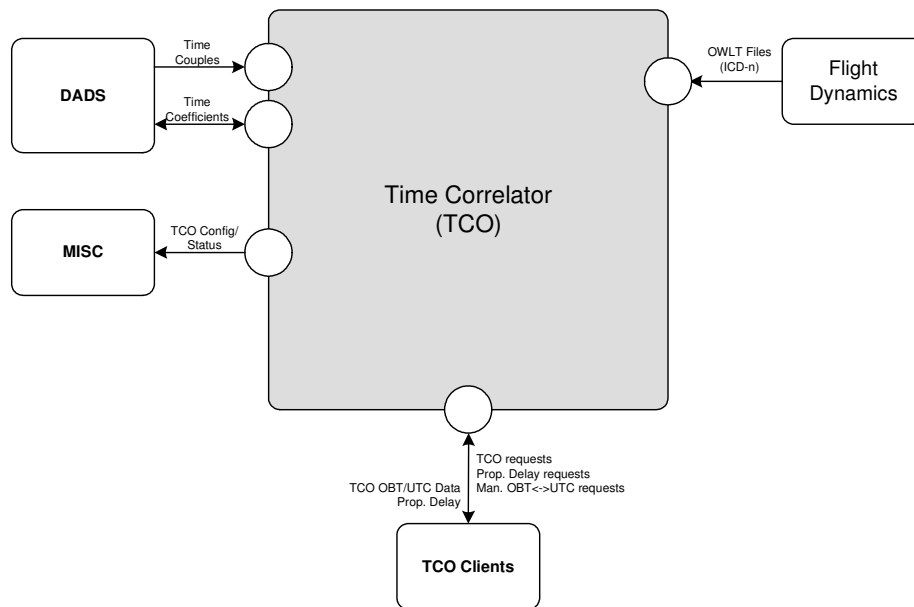 Time
Couples
DADS
Time
Coefficients
OWLT Files
(ICD-n)
Flight
Dynamics
Time Correlator
(TCO)
TCO Config/
Status
MISC
TCO requests
Prop. Delay requests
Man. OBT<->UTC requests
TCO OBT/UTC Data
Prop. Delay
TCO Clients